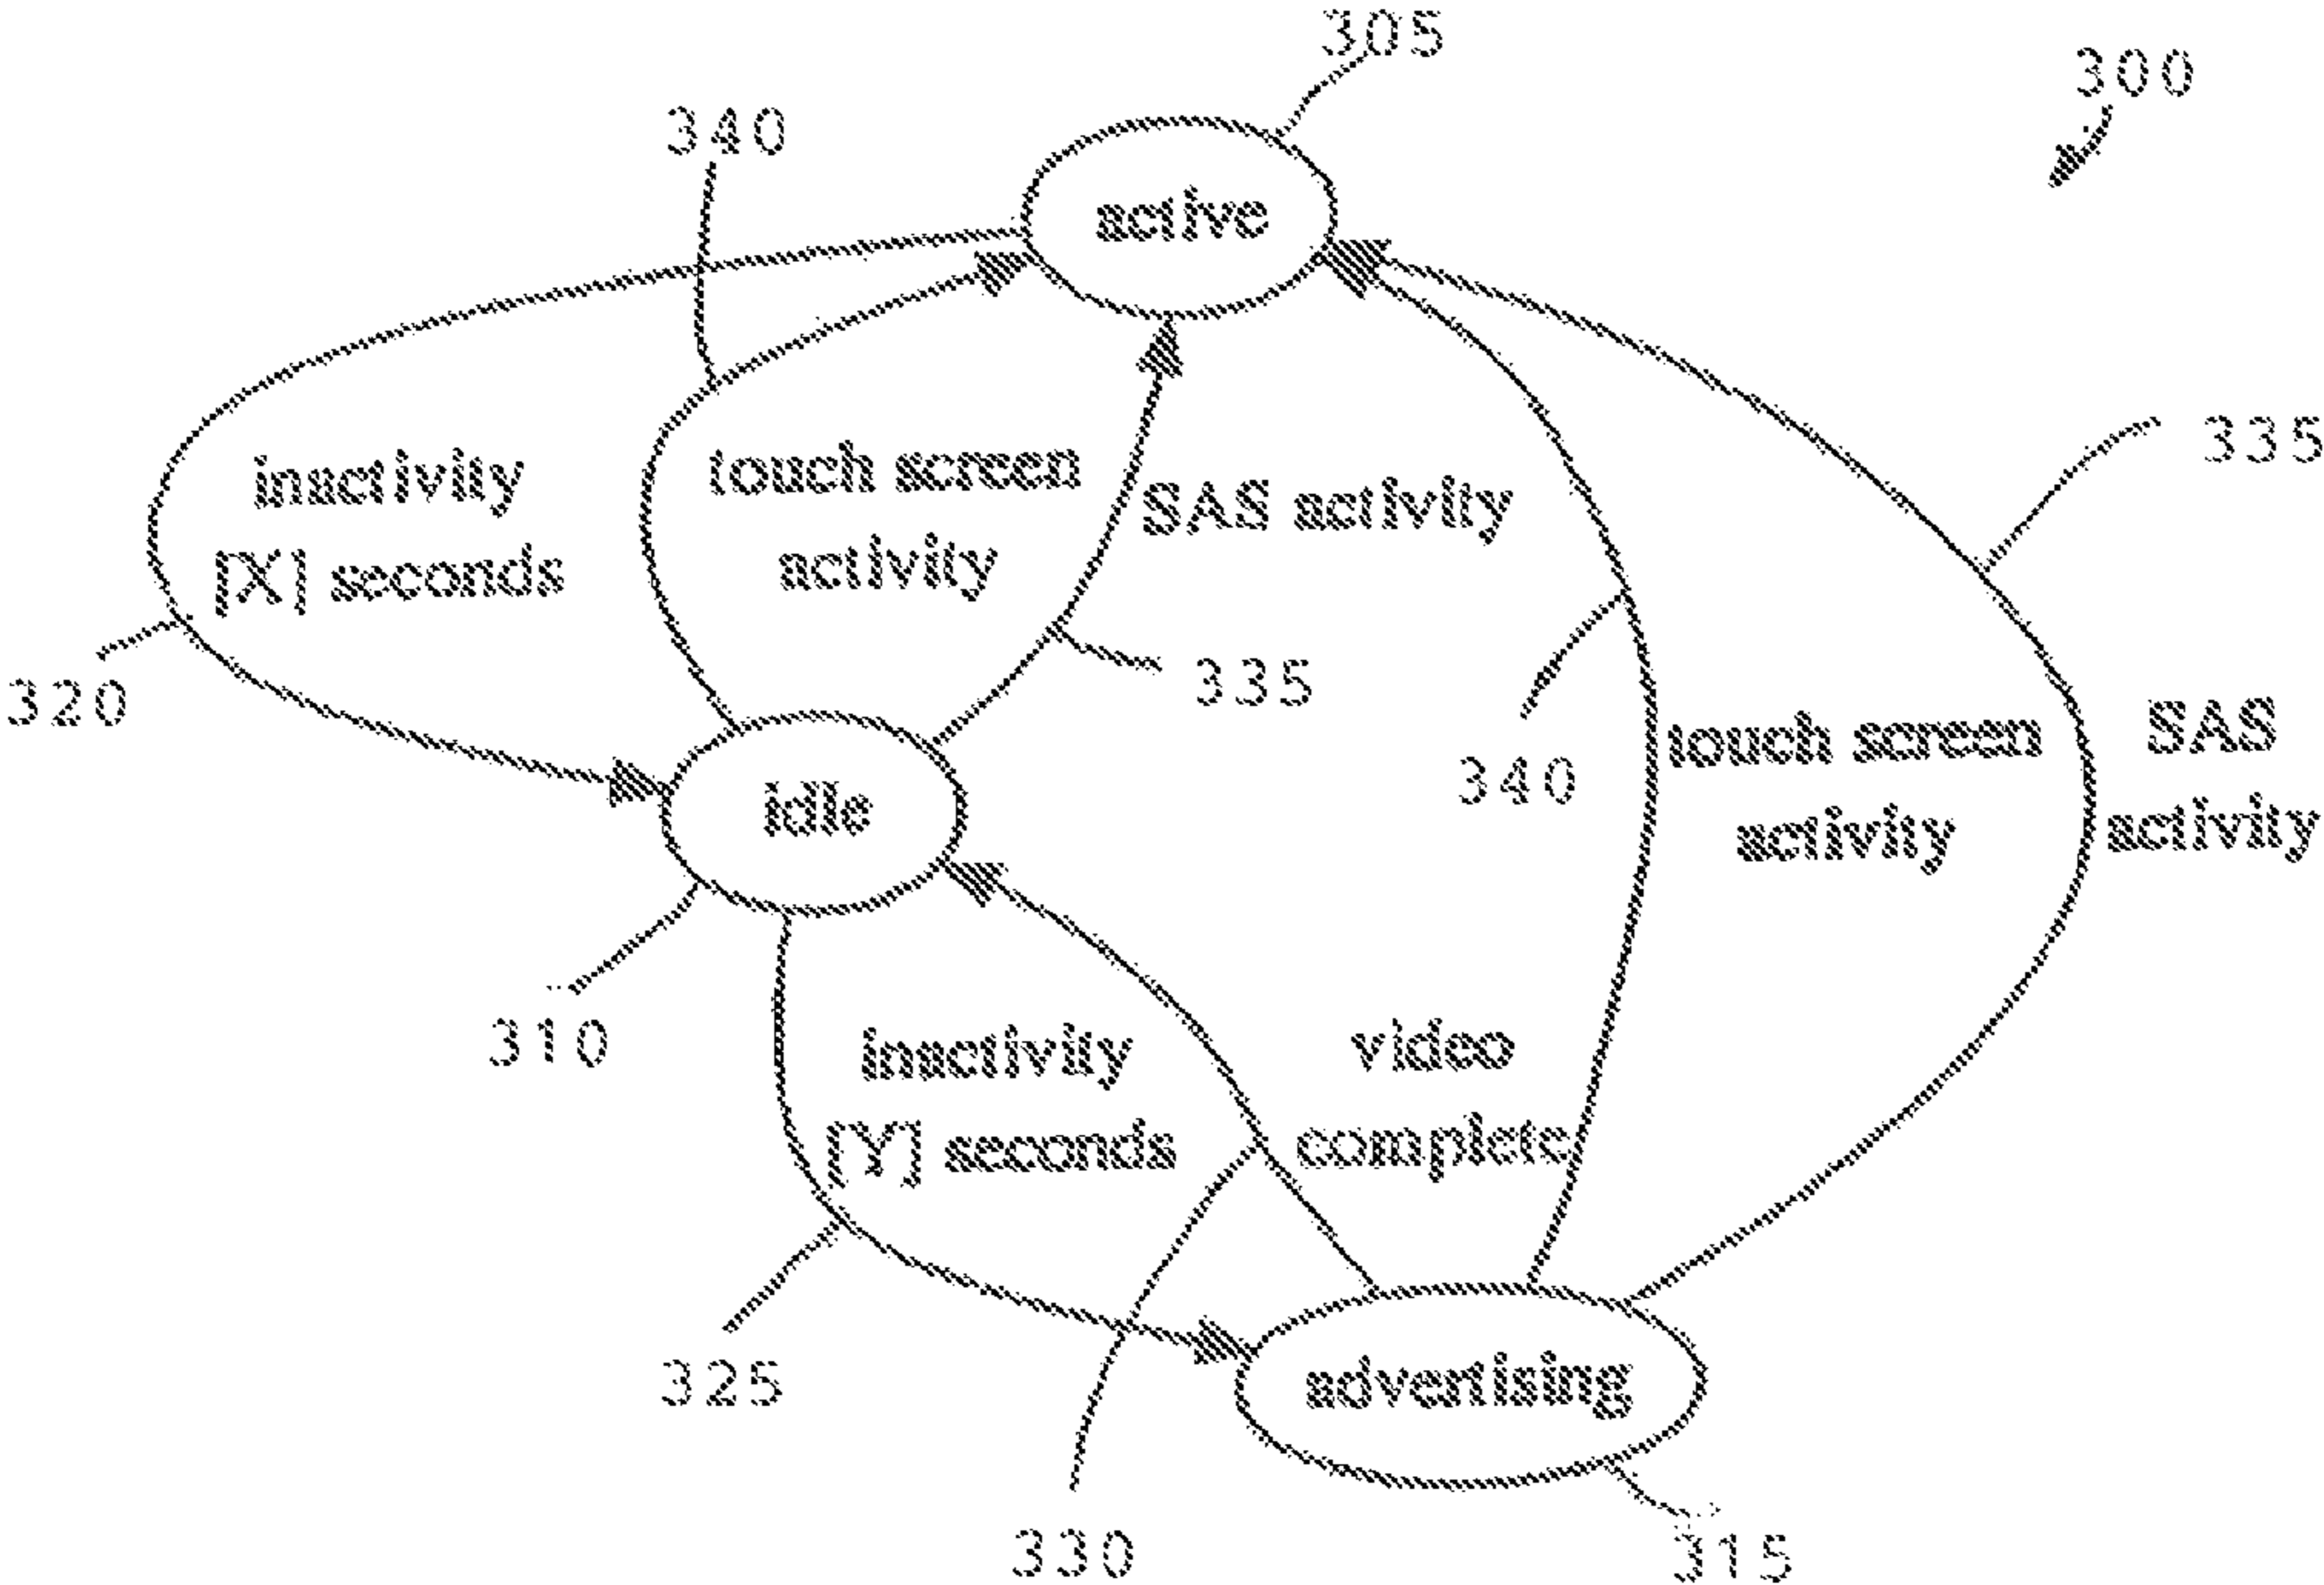 305
300
340
active
335
inactivity
[X] seconds
touch screen
activity
SAS activity
320
335
340
touch screen
activity
SAS
activity
idle
310
inactivity
[Y] seconds
video
complete
325
advertising
330
315